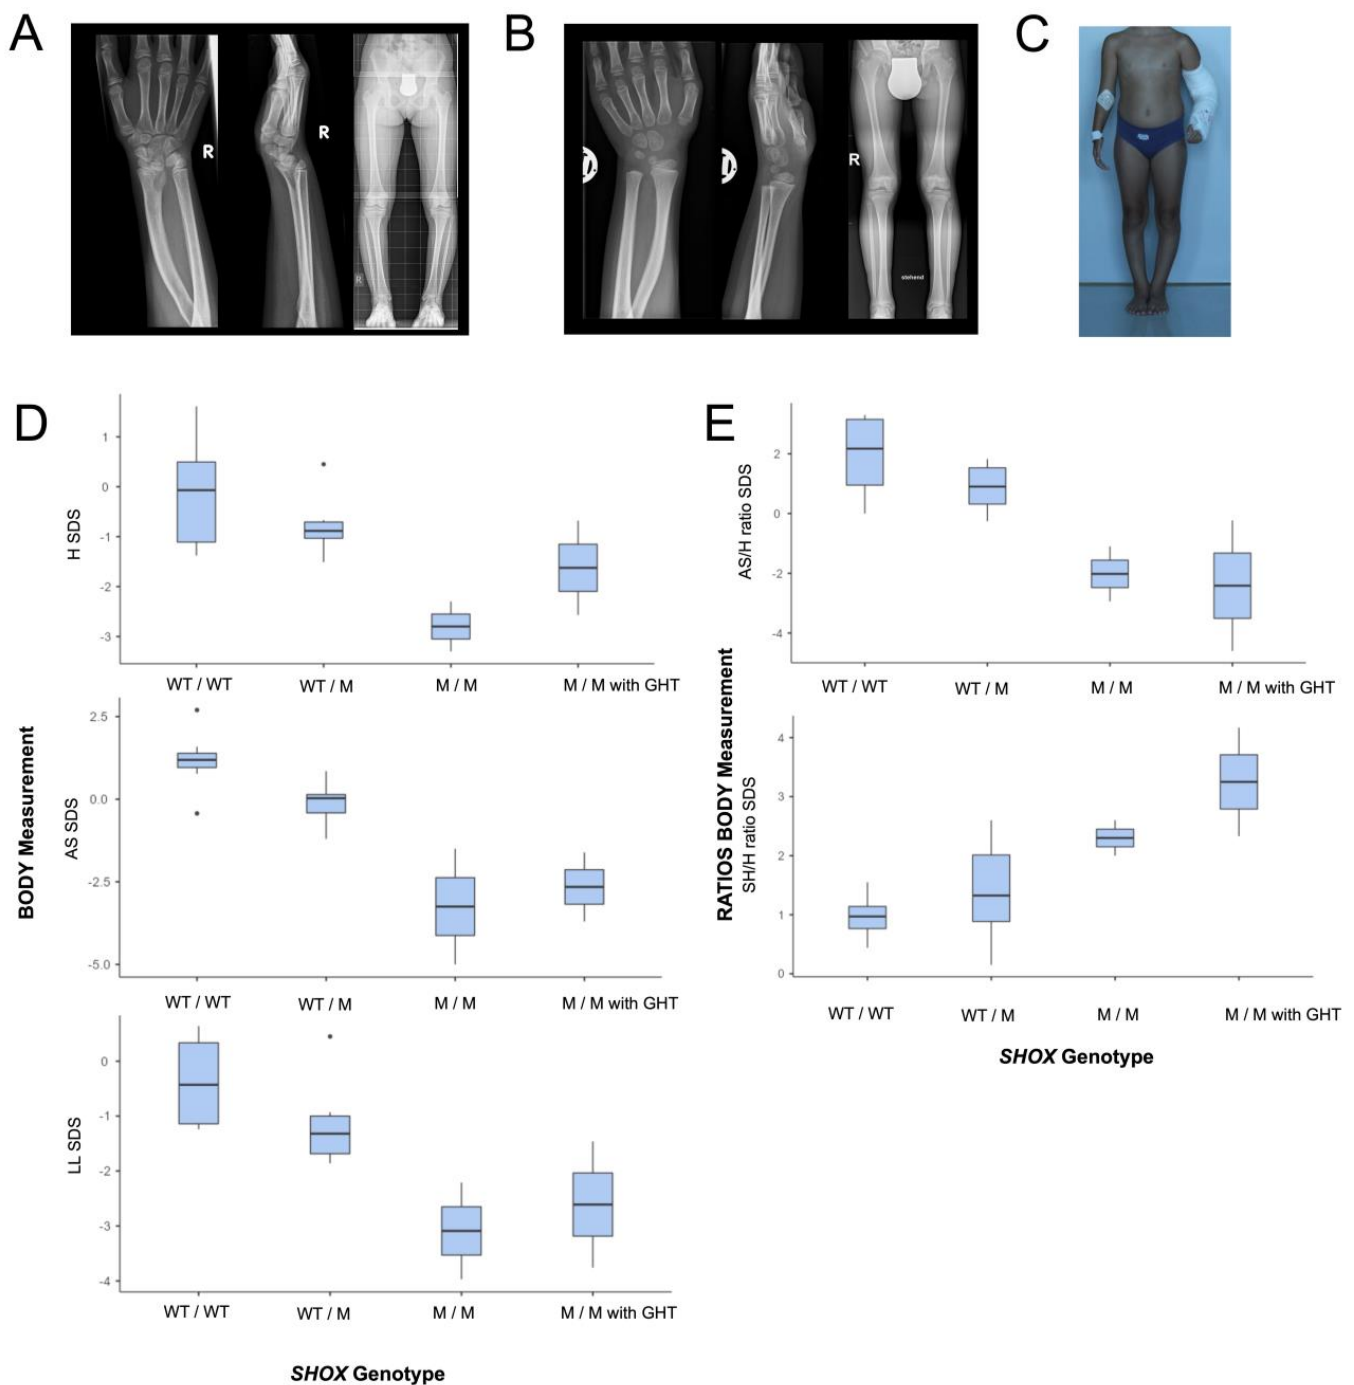 A
B
C
R
R
R
R
stehend
D
H SDS
1
0
-1
-2
-3
WT / WT
WT / M
M / M
M / M with GHT
BODY Measurement
AS SDS
2.5
0.0
-2.5
-5.0
WT / WT
WT / M
M / M
M / M with GHT
LL SDS
0
-1
-2
-3
-4
WT / WT
WT / M
M / M
M / M with GHT
SHOX Genotype
E
AS/H ratio SDS
2
0
-2
-4
WT / WT
WT / M
M / M
M / M with GHT
RATIOS BODY Measurement
SH/H ratio SDS
4
3
2
1
0
WT / WT
WT / M
M / M
M / M with GHT
SHOX Genotype